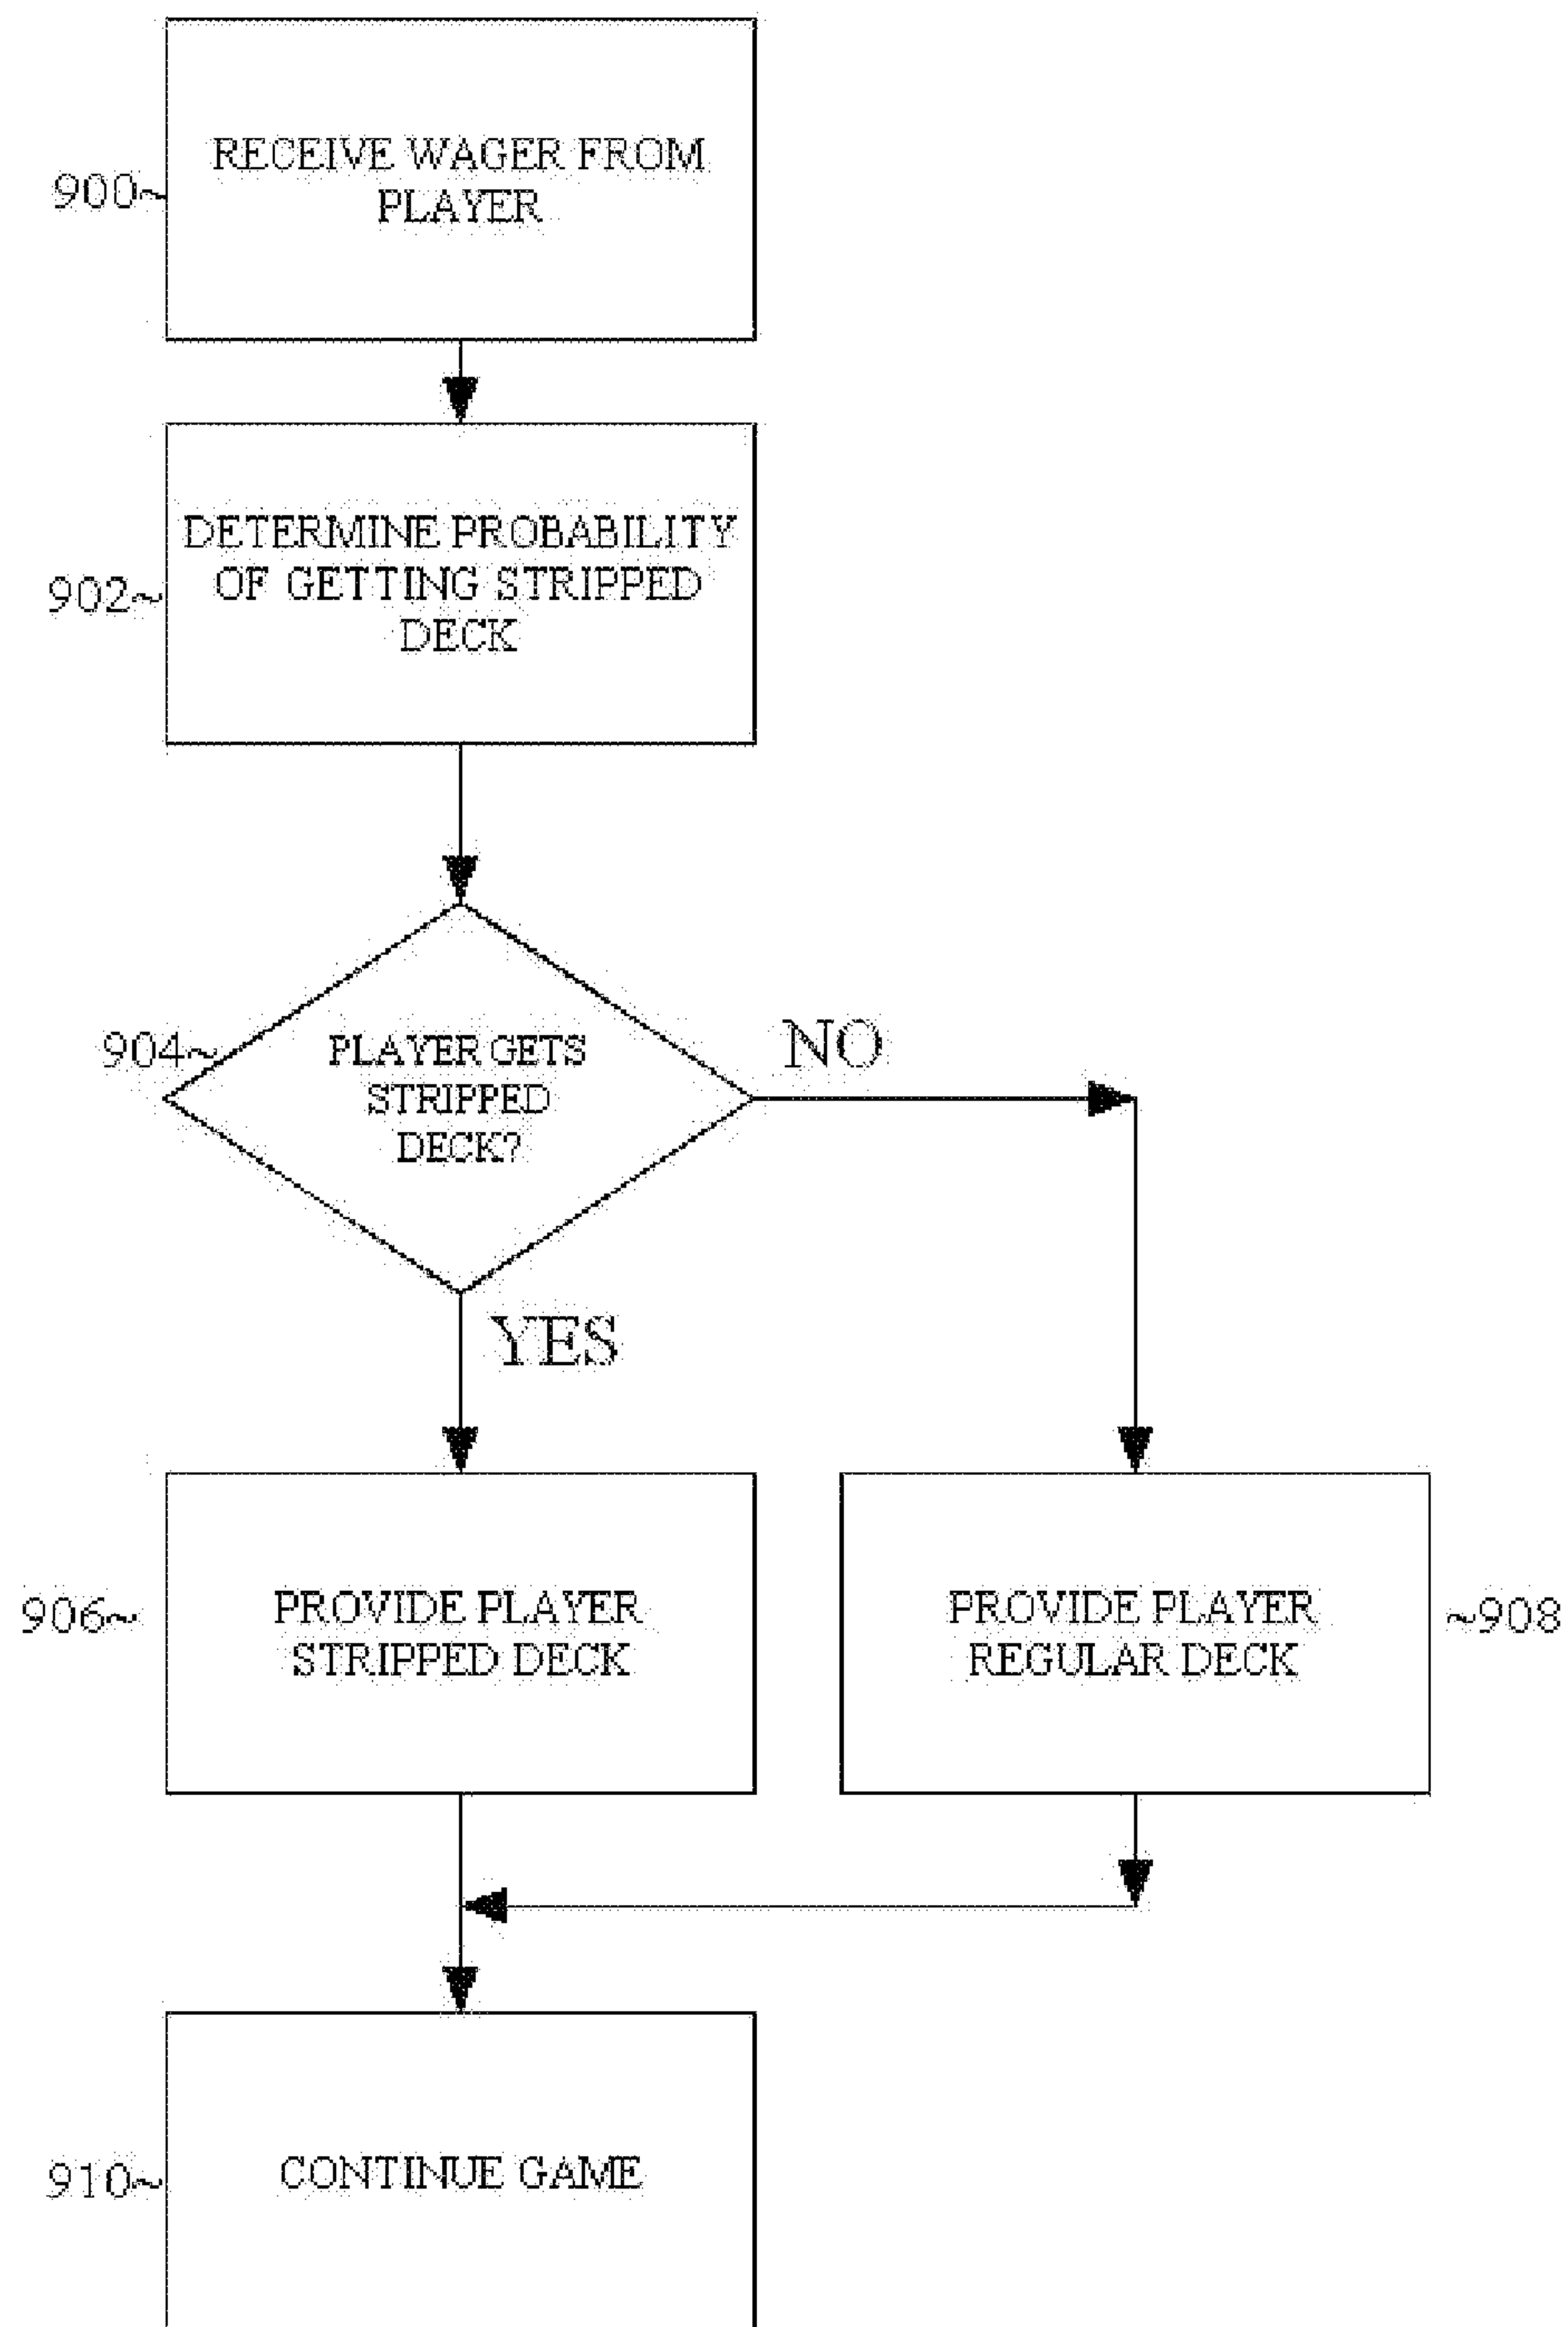 RECEIVE WAGER FROM
PLAYER
900~
DETERMINE PROBABILITY
OF GETTING STRIPPED
DECK
902~
904~
PLAYER GETS
STRIPPED
DECK?
NO
YES
906~
PROVIDE PLAYER
STRIPPED DECK
PROVIDE PLAYER
REGULAR DECK
~908
910~
CONTINUE GAME